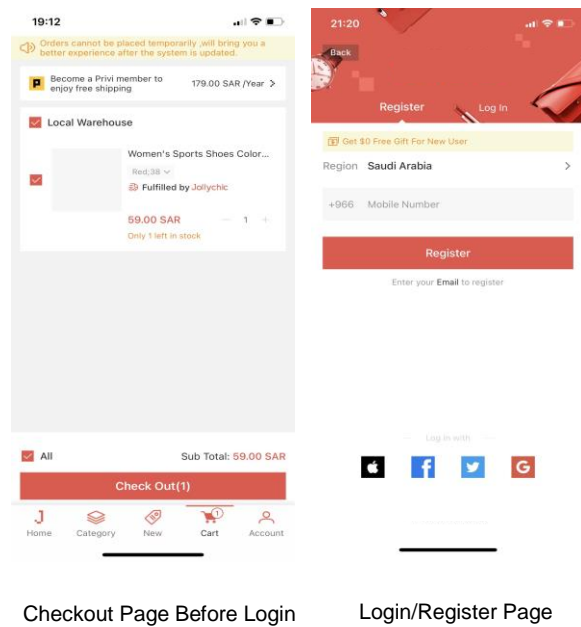 19:12
Orders cannot be placed temporarily ,will bring you a
better experience after the system is updated.
P
Become a Privi member to
enjoy free shipping
179.00 SAR /Year >
Local Warehouse
Women's Sports Shoes Color...
Red;38
Fulfilled by Jollychic
59.00 SAR
— 1 +
Only 1 left in
stock
All
Sub Total: 59.00 SAR
Check Out(1)
J
1
Home
Category
New
Cart
Account
Checkout Page Before Login
21:20
Back
Register
Log In
Get $0 Free Gift For New User
Region Saudi Arabia >
+966 Mobile Number
Register
Enter your Email to register
Log in with
f
G
Login/Register Page